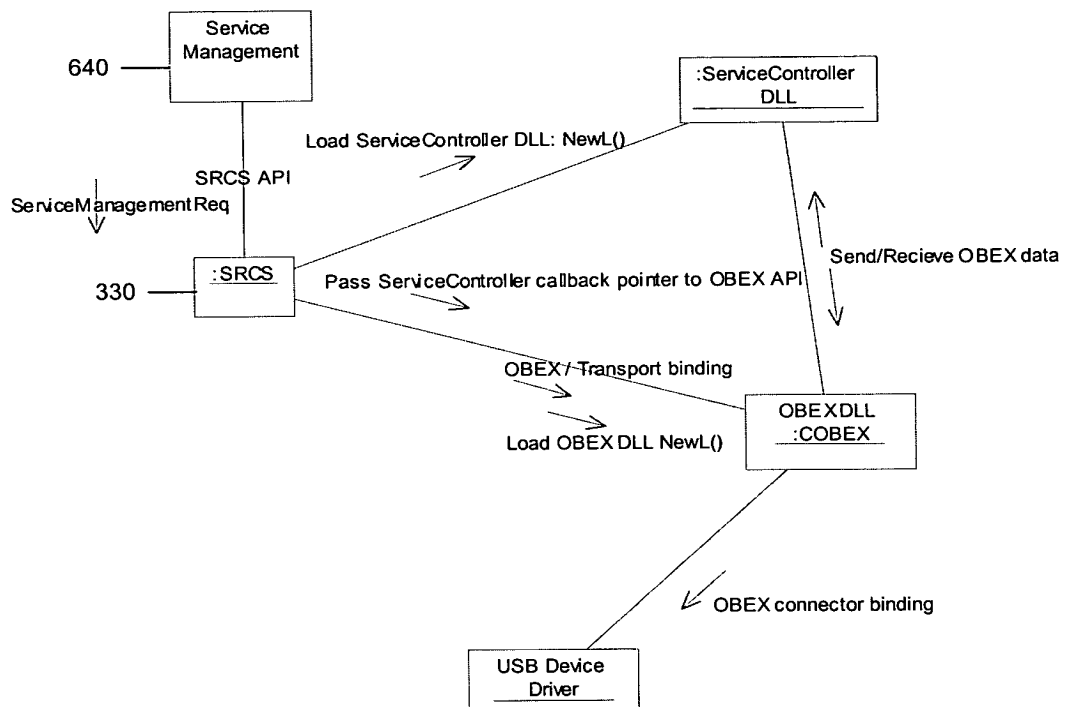 Service
Management
640
:ServiceController
DLL
Load ServiceController DLL: NewL()
SRCS API
ServiceManagementReq
:SRCS
330
Pass ServiceController callback pointer to OBEX API
Send/Recieve OBEX data
OBEX / Transport binding
Load OBEX DLL NewL()
OBEXDLL
:COBEX
OBEX connector binding
USB Device
Driver